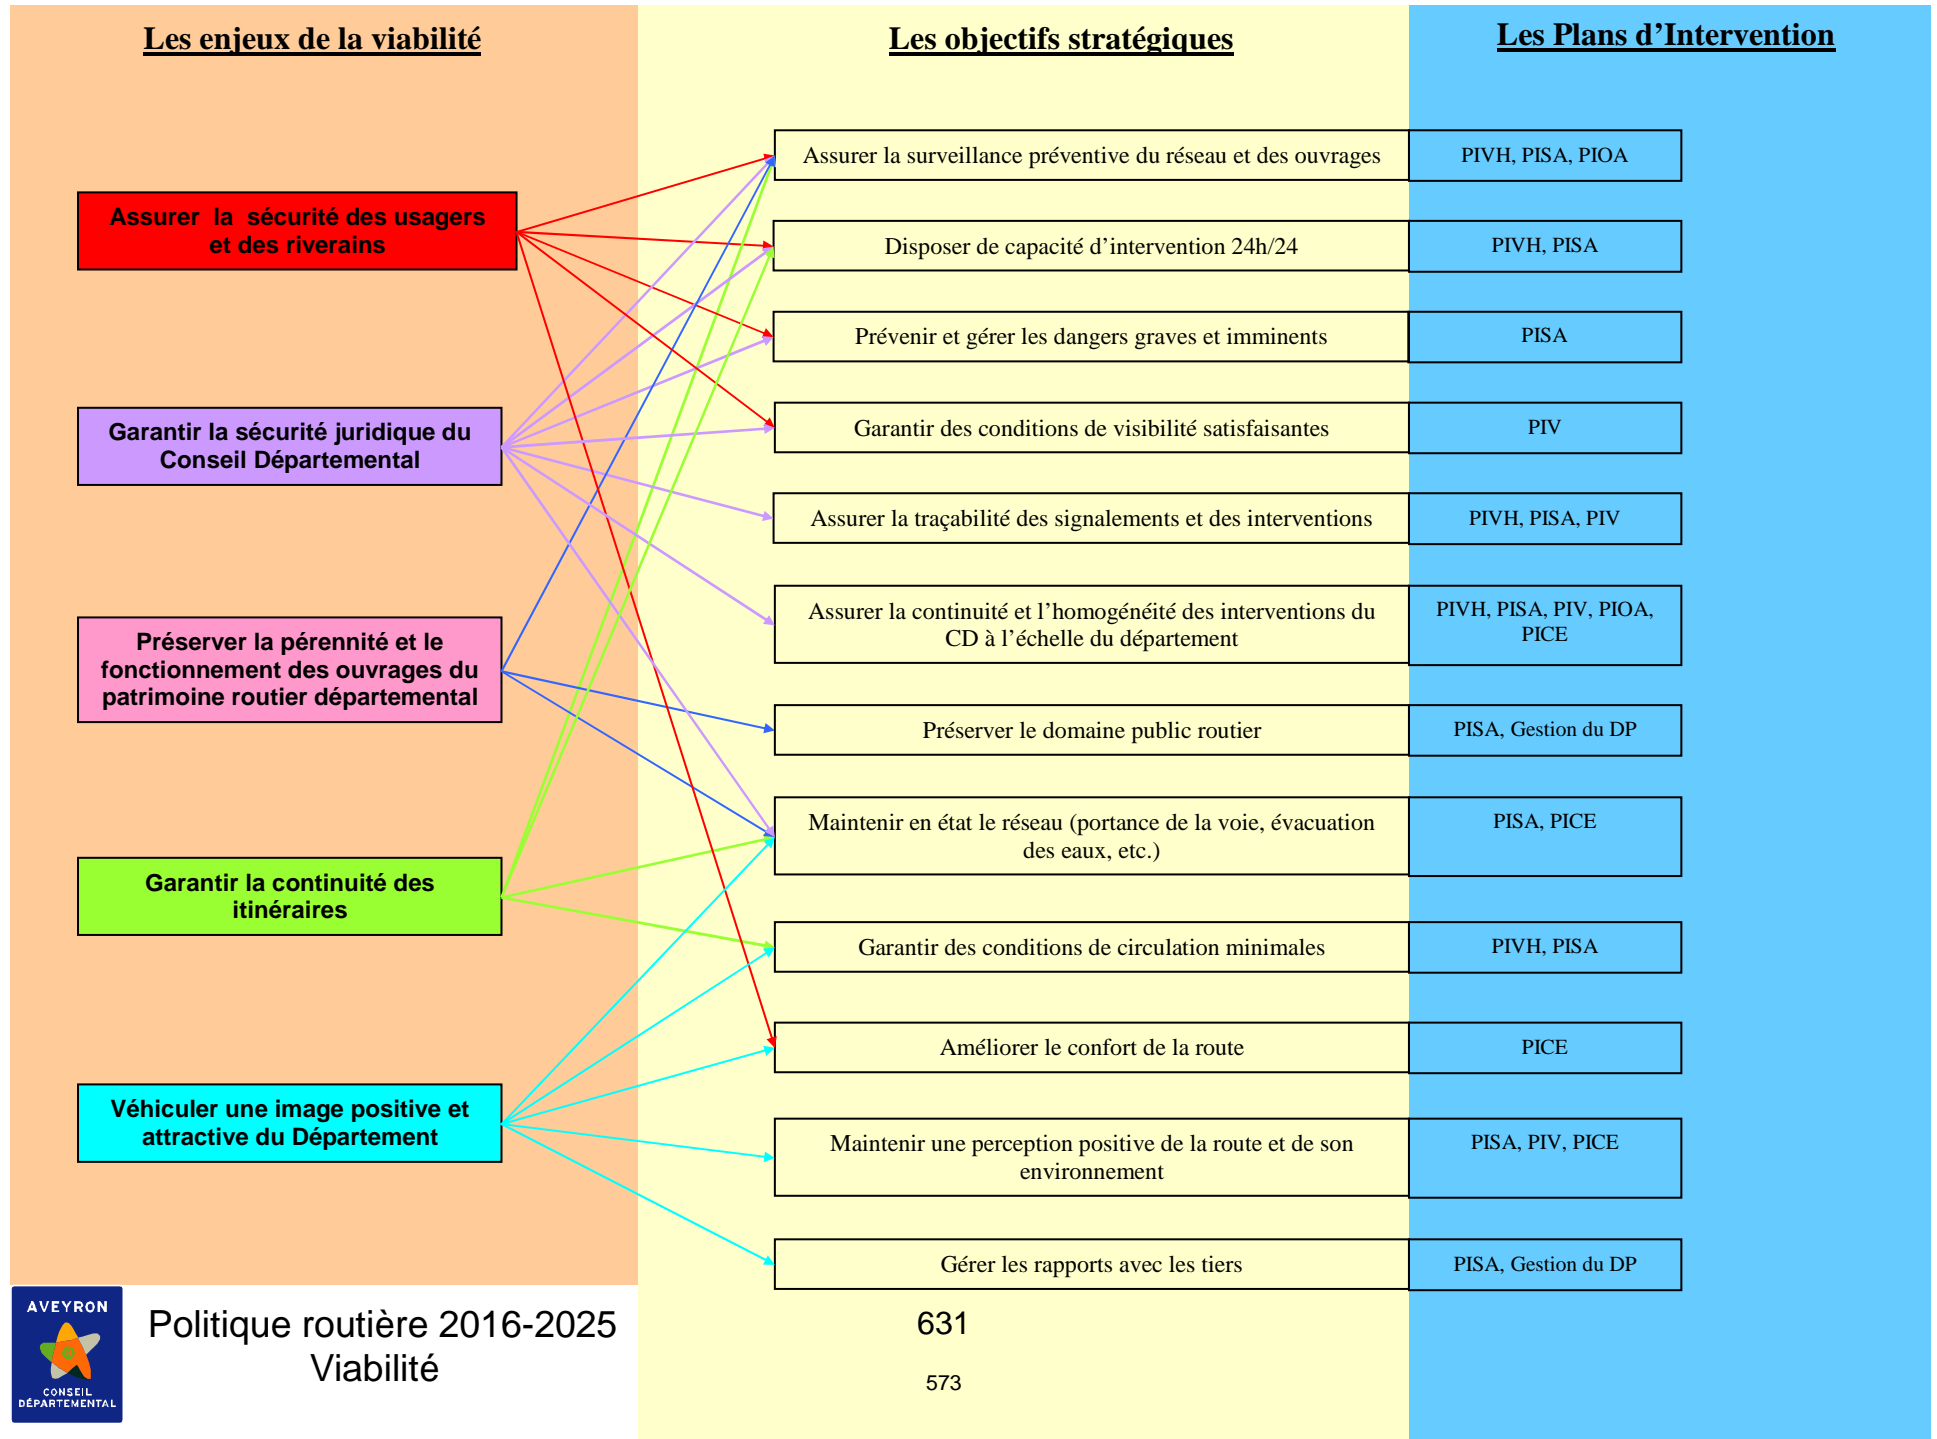 Les enjeux de la viabilité
Assurer la sécurité des usagers
et des riverains
Garantir la sécurité juridique du
Conseil Départemental
Préserver la pérennité et le
fonctionnement des ouvrages du
patrimoine routier départemental
Garantir la continuité des
itinéraires
Véhiculer une image positive et
attractive du Département
Les objectifs stratégiques
Assurer la surveillance préventive du réseau et des ouvrages
Disposer de capacité d’intervention 24h/24
Prévenir et gérer les dangers graves et imminents
Garantir des conditions de visibilité satisfaisantes
Assurer la traçabilité des signalements et des interventions
Assurer la continuité et l’homogénéité des interventions du
CD à l’échelle du département
Préserver le domaine public routier
Maintenir en état le réseau (portance de la voie, évacuation
des eaux, etc.)
Garantir des conditions de circulation minimales
Améliorer le confort de la route
Maintenir une perception positive de la route et de son
environnement
Gérer les rapports avec les tiers
Les Plans d’Intervention
PIVH, PISA, PIOA
PIVH, PISA
PISA
PIV
PIVH, PISA, PIV
PIVH, PISA, PIV, PIOA,
PICE
PISA, Gestion du DP
PISA, PICE
PIVH, PISA
PICE
PISA, PIV, PICE
PISA, Gestion du DP
AVEYRON
CONSEIL
DÉPARTEMENTAL
Politique routière 2016-2025
Viabilité
631
573